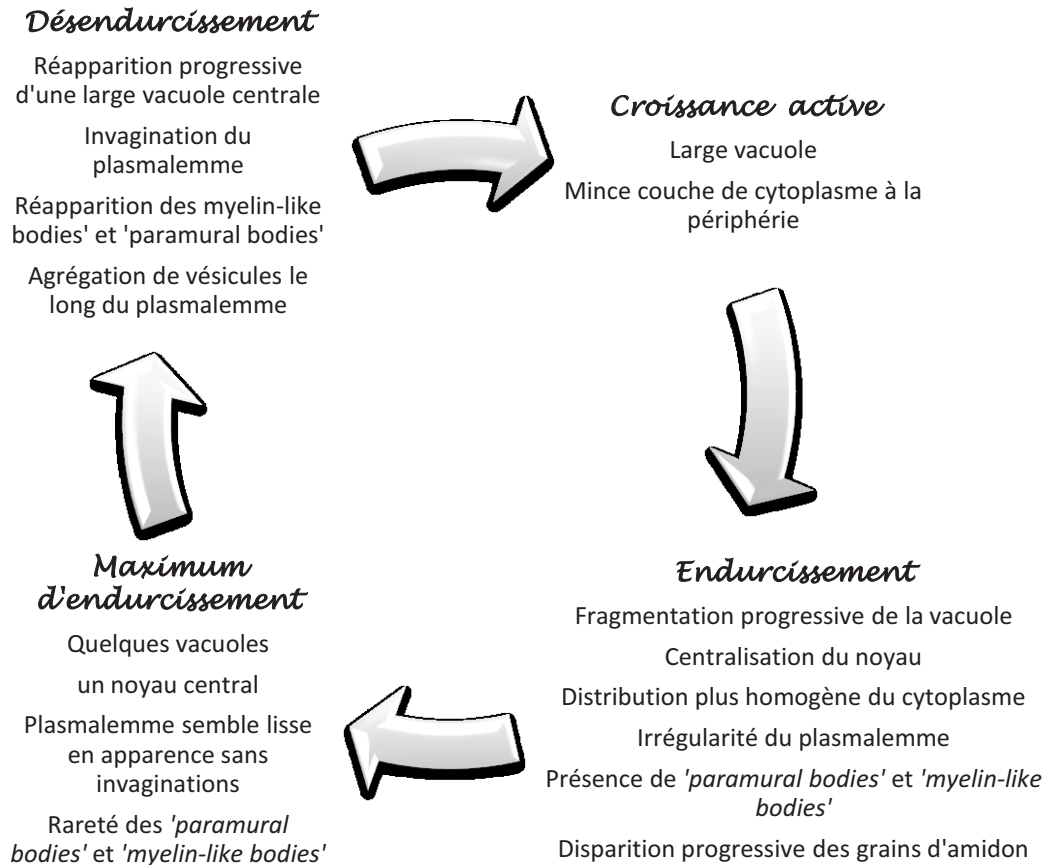 Désendurcissement
Réapparition progressive
d'une large vacuole centrale
Invagination du
plasmalemme
Réapparition des myelin-like
bodies' et 'paramural bodies'
Agrégation de vésicules le
long du plasmalemme
Croissance active
Large vacuole
Mince couche de cytoplasme à la
périphérie
Endurcissement
Fragmentation progressive de la vacuole
Centralisation du noyau
Distribution plus homogène du cytoplasme
Irrégularité du plasmalemme
Présence de 'paramural bodies' et 'myelin-like
bodies'
Disparition progressive des grains d'amidon
Maximum
d'endurcissement
Quelques vacuoles
un noyau central
Plasmalemme semble lisse
en apparence sans
invaginations
Rareté des 'paramural
bodies' et 'myelin-like bodies'